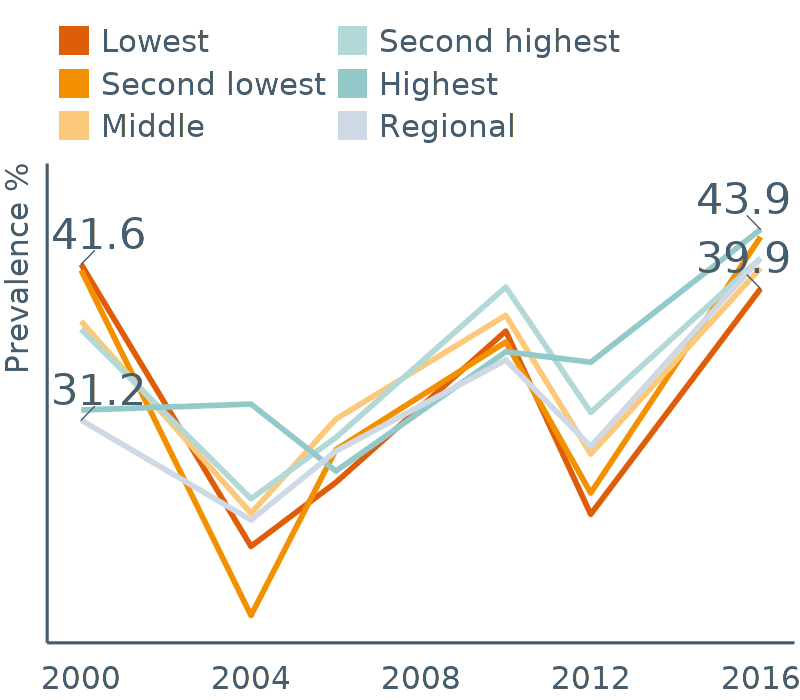 Lowest
Second lowest
Middle
Second highest
Highest
Regional
Prevalence %
41.6
31.2
43.9
39.9
2000 2004 2008 2012 2016